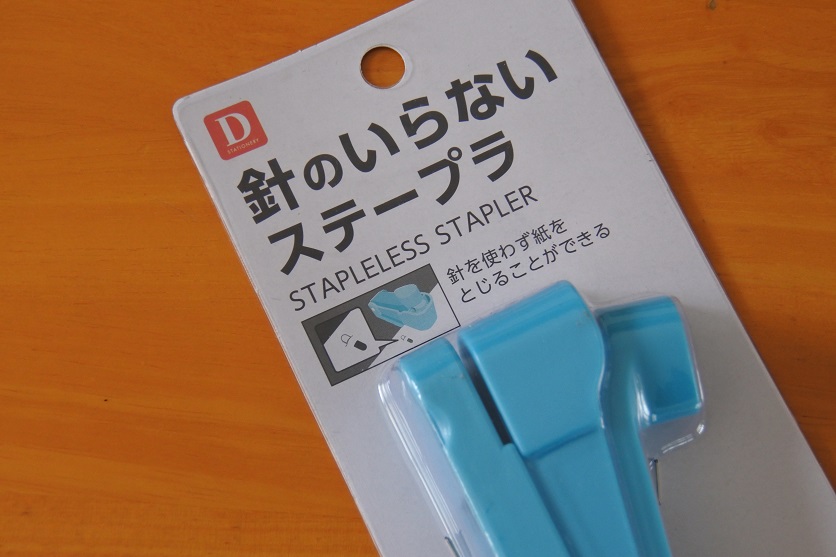 D
STATIONERY
針のいらない
ステープラ
STAPLELESS STAPLER
針を使わず紙を
とじることができる